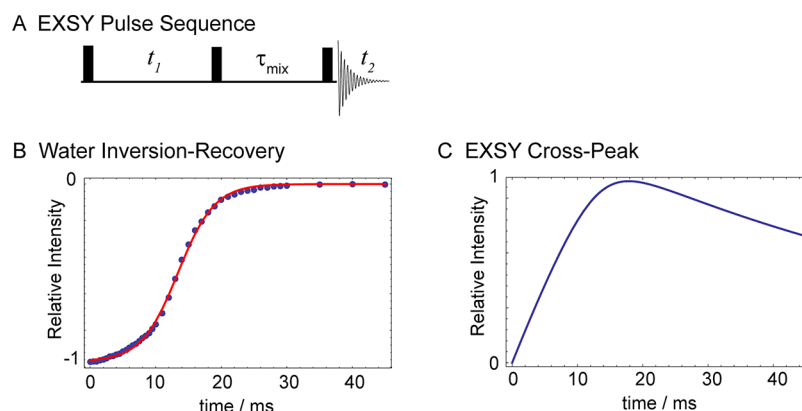 A EXSY Pulse Sequence
t1
τmix
t2
B Water Inversion-Recovery
0
-1
Relative Intensity
0 10 20 30 40
time / ms
C EXSY Cross-Peak
1
0
Relative Intensity
0 10 20 30 40
time / ms